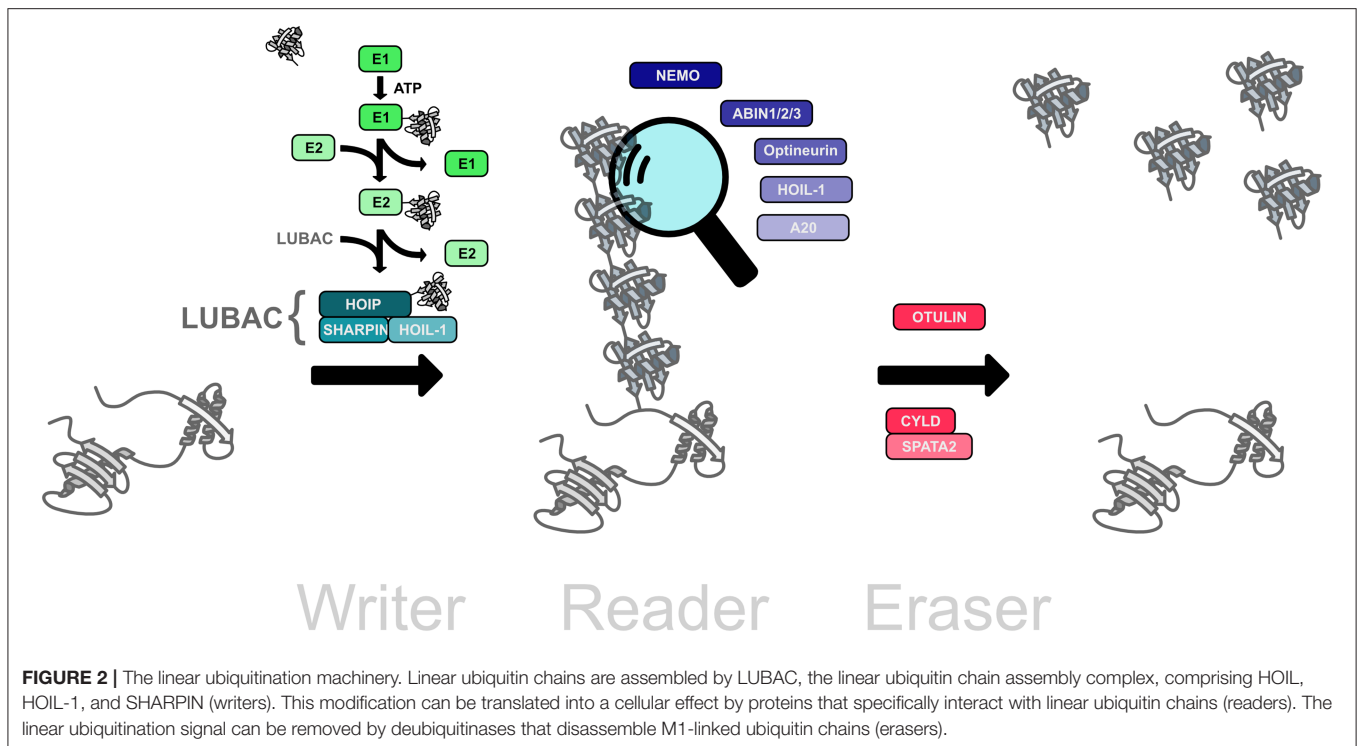 E1
ATP
E1
E2
E1
E2
LUBAC
E2
LUBAC {
HOIP
SHARPIN HOIL-1
NEMO
ABIN1/2/3
Optineurin
HOIL-1
A20
OTULIN
CYLD
SPATA2
Writer Reader Eraser
FIGURE 2 | The linear ubiquitination machinery. Linear ubiquitin chains are assembled by LUBAC, the linear ubiquitin chain assembly complex, comprising HOIL,
HOIL-1, and SHARPIN (writers). This modification can be translated into a cellular effect by proteins that specifically interact with linear ubiquitin chains (readers). The
linear ubiquitination signal can be removed by deubiquitinases that disassemble M1-linked ubiquitin chains (erasers).